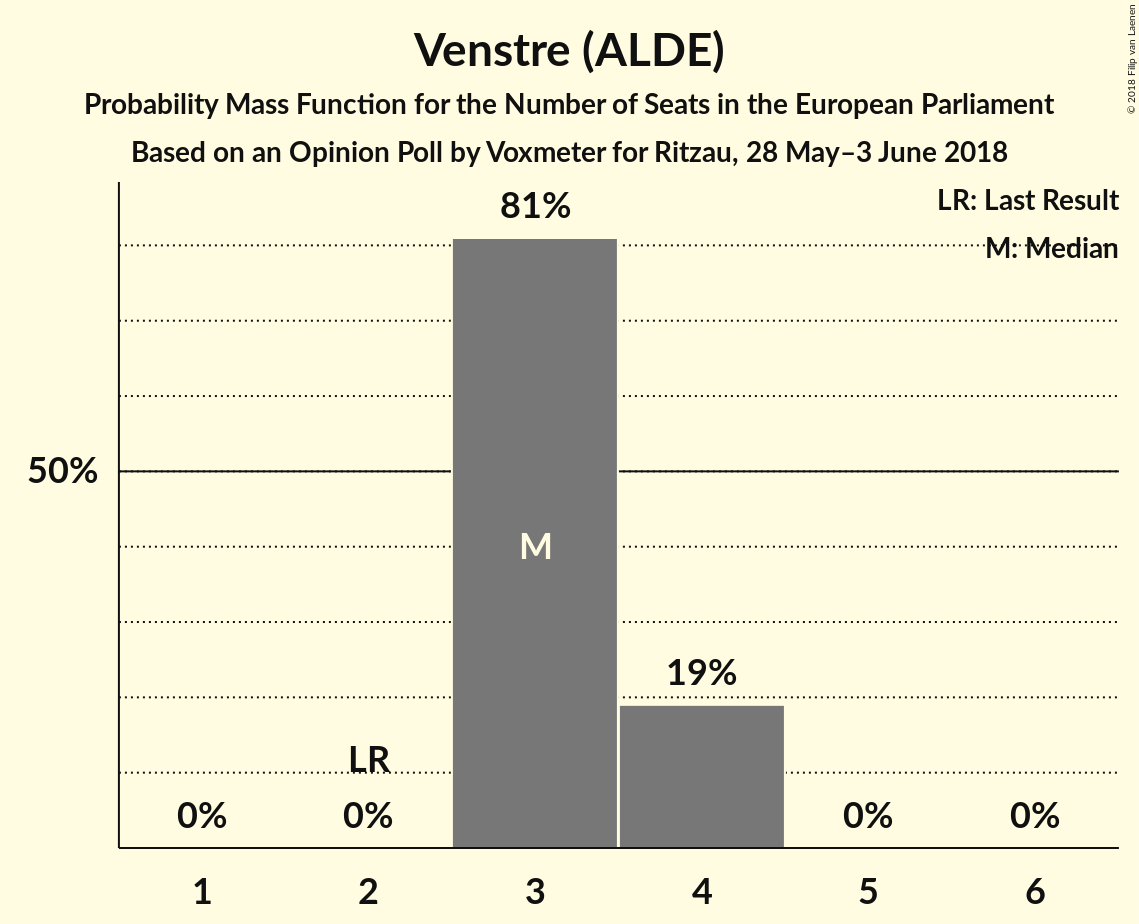 Venstre (ALDE)
Probability Mass Function for the Number of Seats in the European Parliament
Based on an Opinion Poll by Voxmeter for Ritzau, 28 May–3 June 2018
© 2018 Filip van Laenen
LR: Last Result
M: Median
81%
50%
M
19%
LR
0% 0% 0% 0%
1 2 3 4 5 6